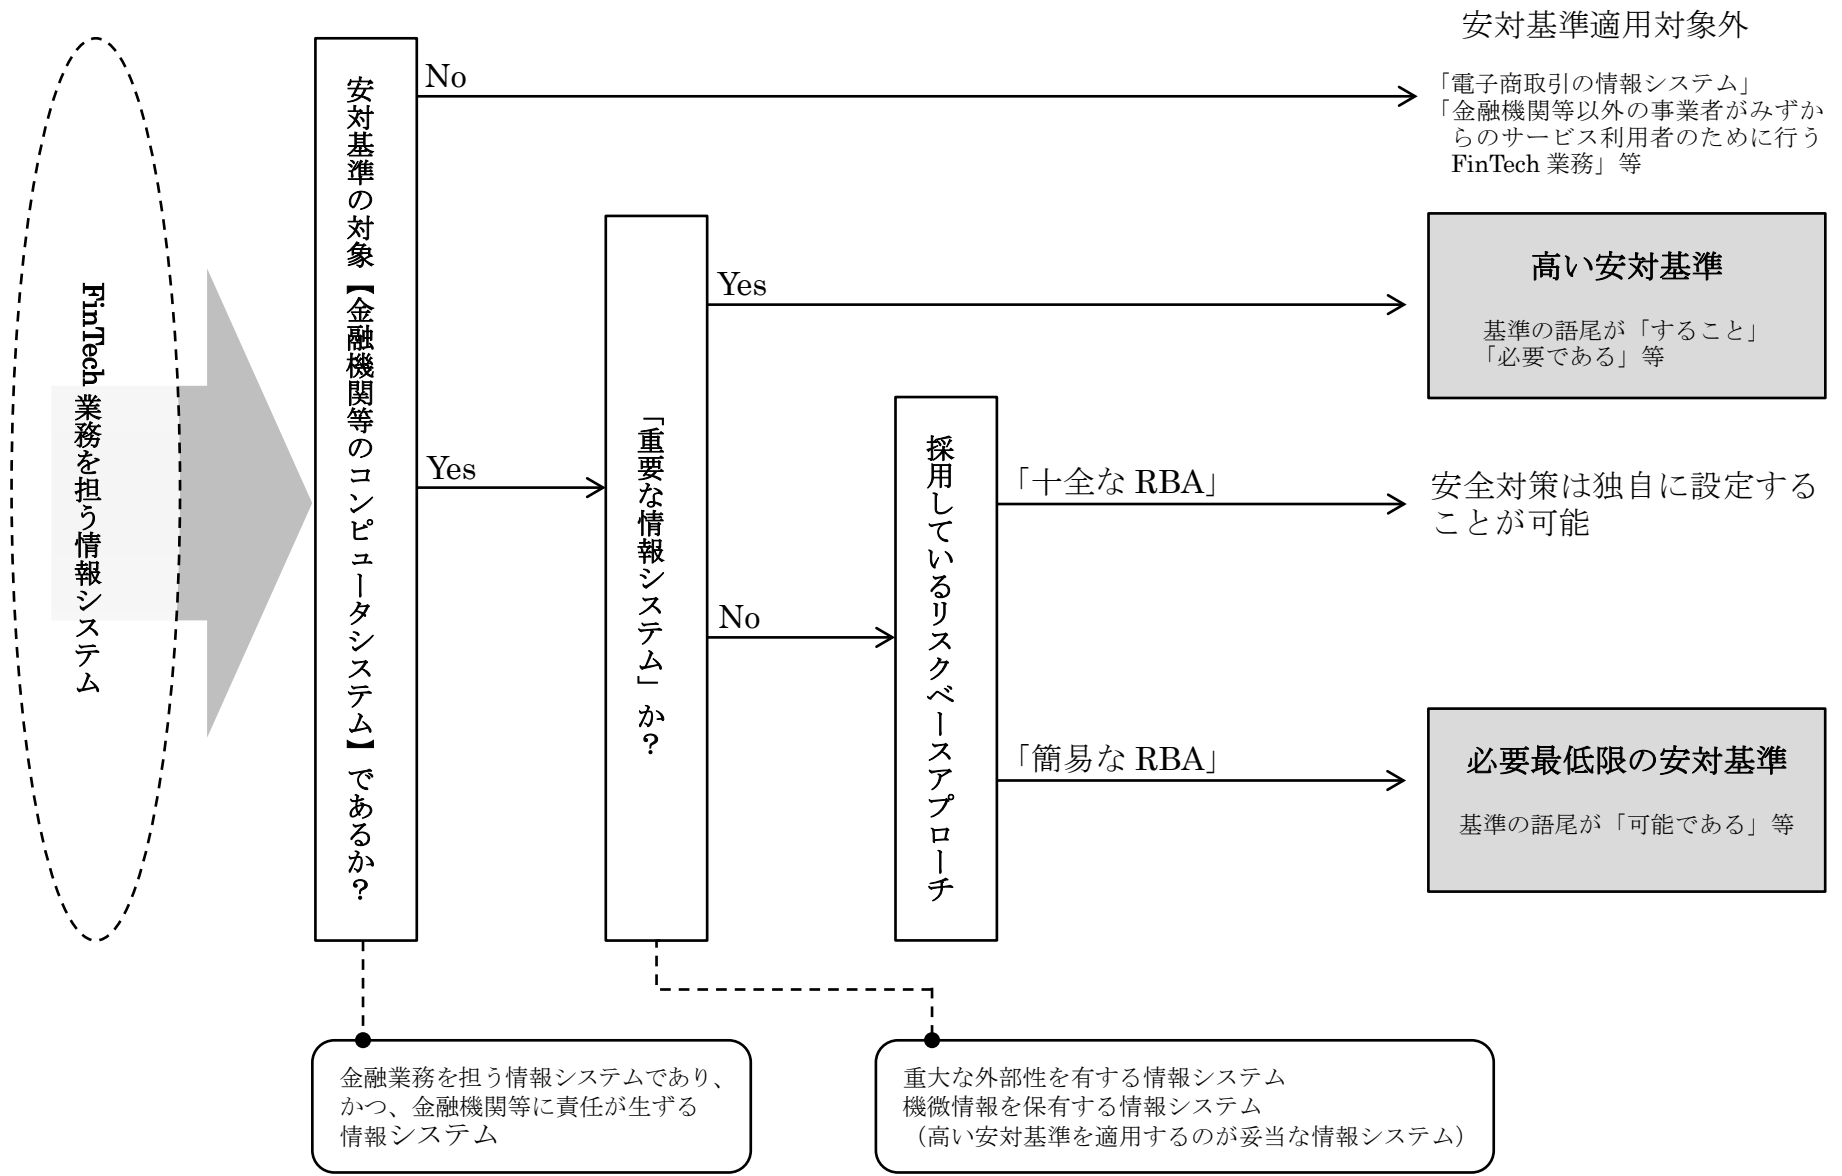 FinTech 業務を担う情報システム
安対基準の対象【金融機関等のコンピュータシステム】であるか？
No
安対基準適用対象外
「電子商取引の情報システム」
「金融機関等以外の事業者がみずか
らのサービス利用者のために行う
FinTech 業務」等
Yes
「重要な情報システム」か？
Yes
高い安対基準
基準の語尾が「すること」
「必要である」等
No
採用しているリスクベースアプローチ
「十全な RBA」
安全対策は独自に設定する
ことが可能
「簡易な RBA」
必要最低限の安対基準
基準の語尾が「可能である」等
金融業務を担う情報システムであり、
かつ、金融機関等に責任が生ずる
情報システム
重大な外部性を有する情報システム
機微情報を保有する情報システム
（高い安対基準を適用するのが妥当な情報システム）